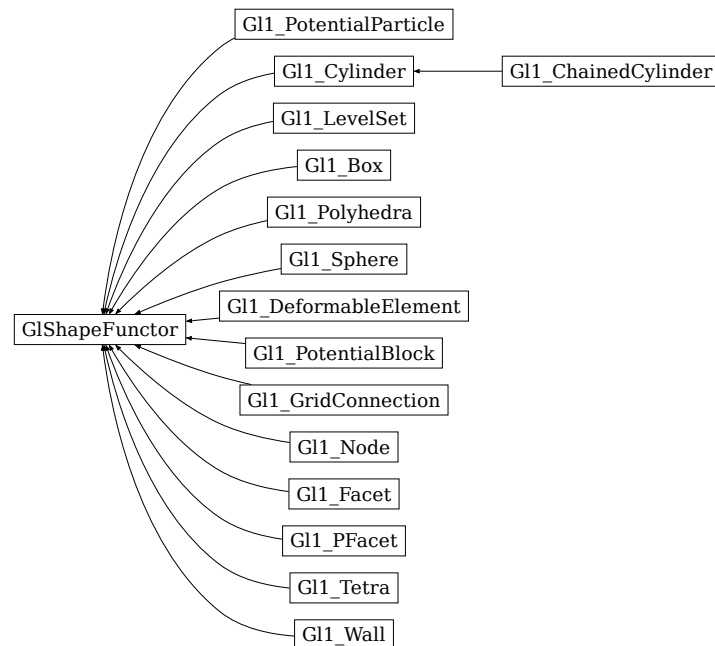 Gl1_PotentialParticle
Gl1_Cylinder
Gl1_ChainedCylinder
Gl1_LevelSet
Gl1_Box
Gl1_Polyhedra
Gl1_Sphere
Gl1_DeformableElement
GlShapeFunctor
Gl1_PotentialBlock
Gl1_GridConnection
Gl1_Node
Gl1_Facet
Gl1_PFacet
Gl1_Tetra
Gl1_Wall